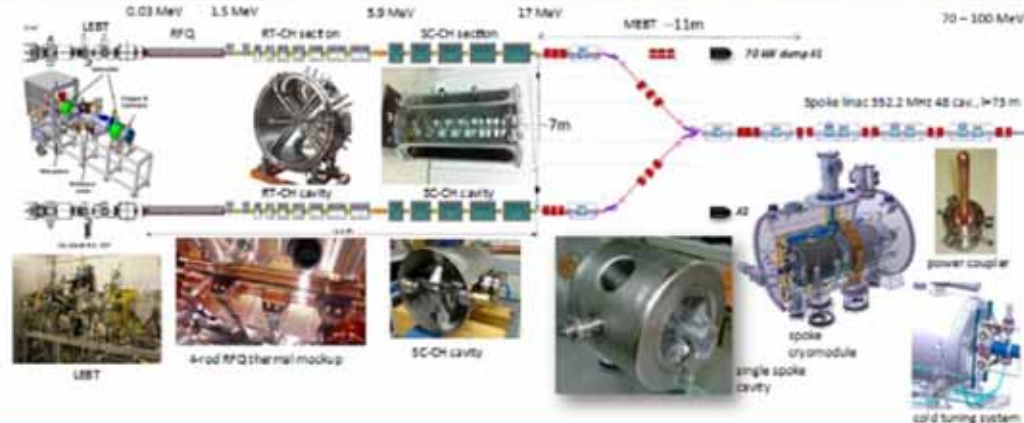 0.03 MeV 1.5 MeV 5.9 MeV 17 MeV MEBT ~11m 70 – 100 MeV
LEBT RFQ RT-CH section SC-CH section
70 kW dump #1
Spoke linac 352.2 MHz 48 cav., l=73 m
~7m
RT-CH cavity SC-CH cavity
#2
power coupler
spoke
cryomodule
LEBT
4-rod RFQ thermal mockup
SC-CH cavity
single spoke
cavity
cold tuning system